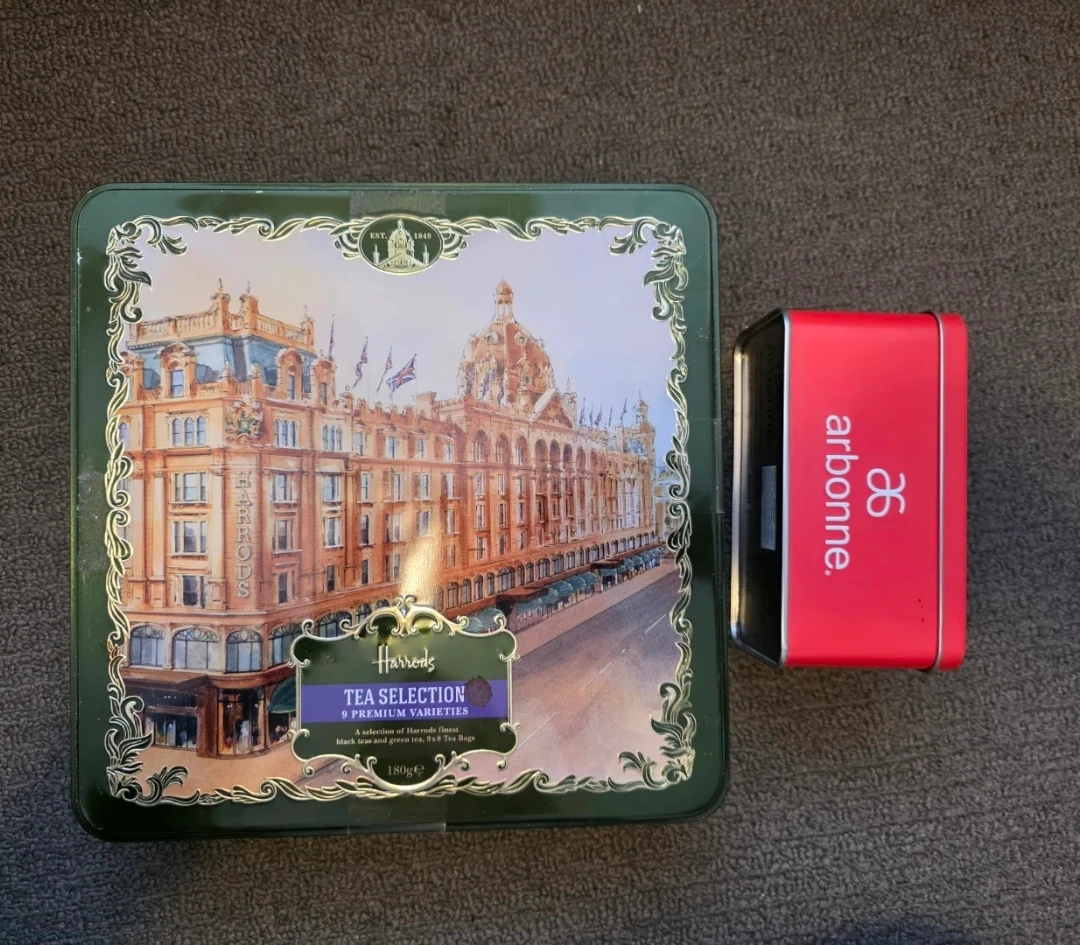 EST. 1849
HARRODS
Harrods
TEA SELECTION
9 PREMIUM VARIETIES
A selection of Harrods finest
black teas and green tea, 9x8 Tea Bags
180g℮
arbonne.